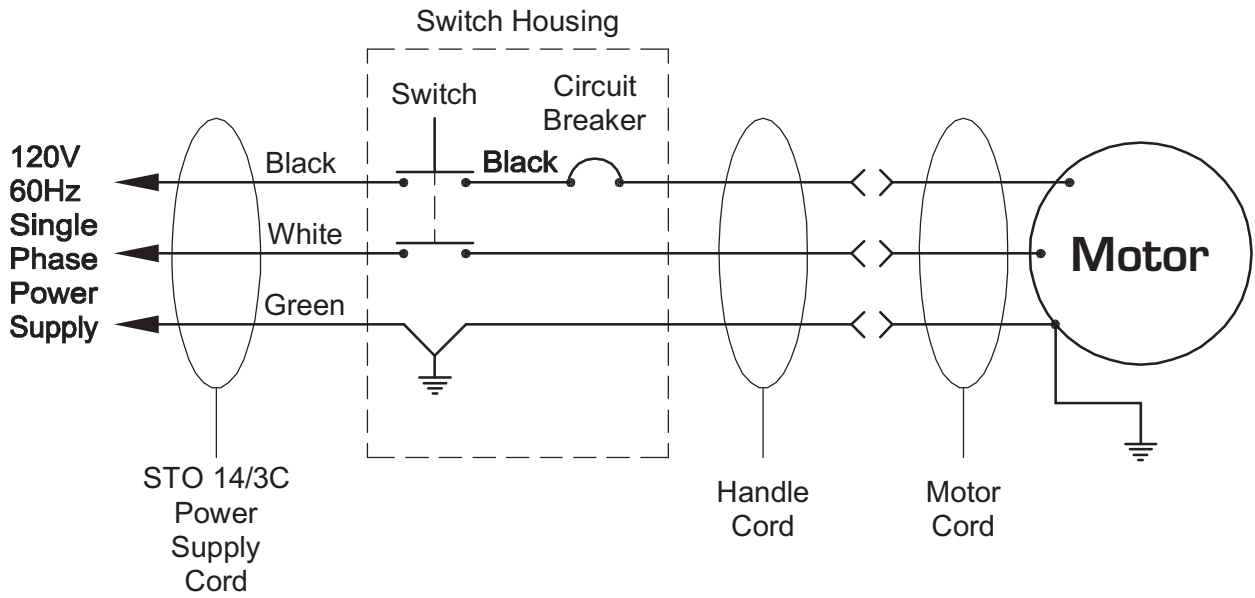 Switch Housing
Switch
Circuit
Breaker
120V
60Hz
Single
Phase
Power
Supply
Black
Black
White
Green
Motor
STO 14/3C
Power
Supply
Cord
Handle
Cord
Motor
Cord